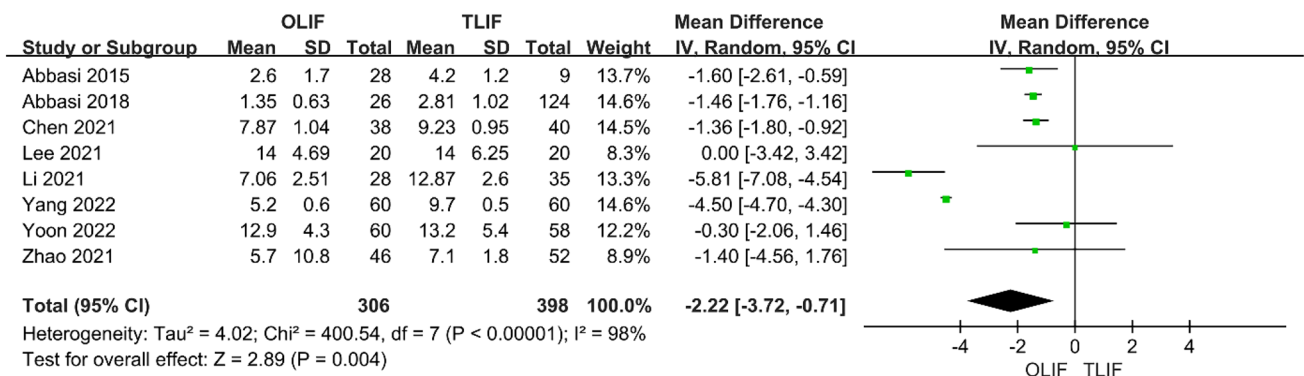 OLIF TLIF Mean Difference Mean Difference
Study or Subgroup Mean SD Total Mean SD Total Weight IV, Random, 95% CI IV, Random, 95% CI
Abbasi 2015 2.6 1.7 28 4.2 1.2 9 13.7% -1.60 [-2.61, -0.59]
Abbasi 2018 1.35 0.63 26 2.81 1.02 124 14.6% -1.46 [-1.76, -1.16]
Chen 2021 7.87 1.04 38 9.23 0.95 40 14.5% -1.36 [-1.80, -0.92]
Lee 2021 14 4.69 20 14 6.25 20 8.3% 0.00 [-3.42, 3.42]
Li 2021 7.06 2.51 28 12.87 2.6 35 13.3% -5.81 [-7.08, -4.54]
Yang 2022 5.2 0.6 60 9.7 0.5 60 14.6% -4.50 [-4.70, -4.30]
Yoon 2022 12.9 4.3 60 13.2 5.4 58 12.2% -0.30 [-2.06, 1.46]
Zhao 2021 5.7 10.8 46 7.1 1.8 52 8.9% -1.40 [-4.56, 1.76]
Total (95% CI) 306 398 100.0% -2.22 [-3.72, -0.71]
Heterogeneity: Tau² = 4.02; Chi² = 400.54, df = 7 (P < 0.00001); I² = 98%
Test for overall effect: Z = 2.89 (P = 0.004)
-4 -2 0 2 4
OLIF TLIF